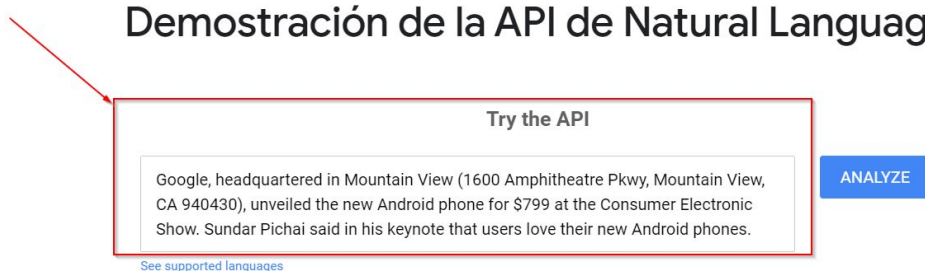 Demostración de la API de Natural Languag
Try the API
Google, headquartered in Mountain View (1600 Amphitheatre Pkwy, Mountain View,
CA 940430), unveiled the new Android phone for $799 at the Consumer Electronic
Show. Sundar Pichai said in his keynote that users love their new Android phones.
ANALYZE
See supported languages